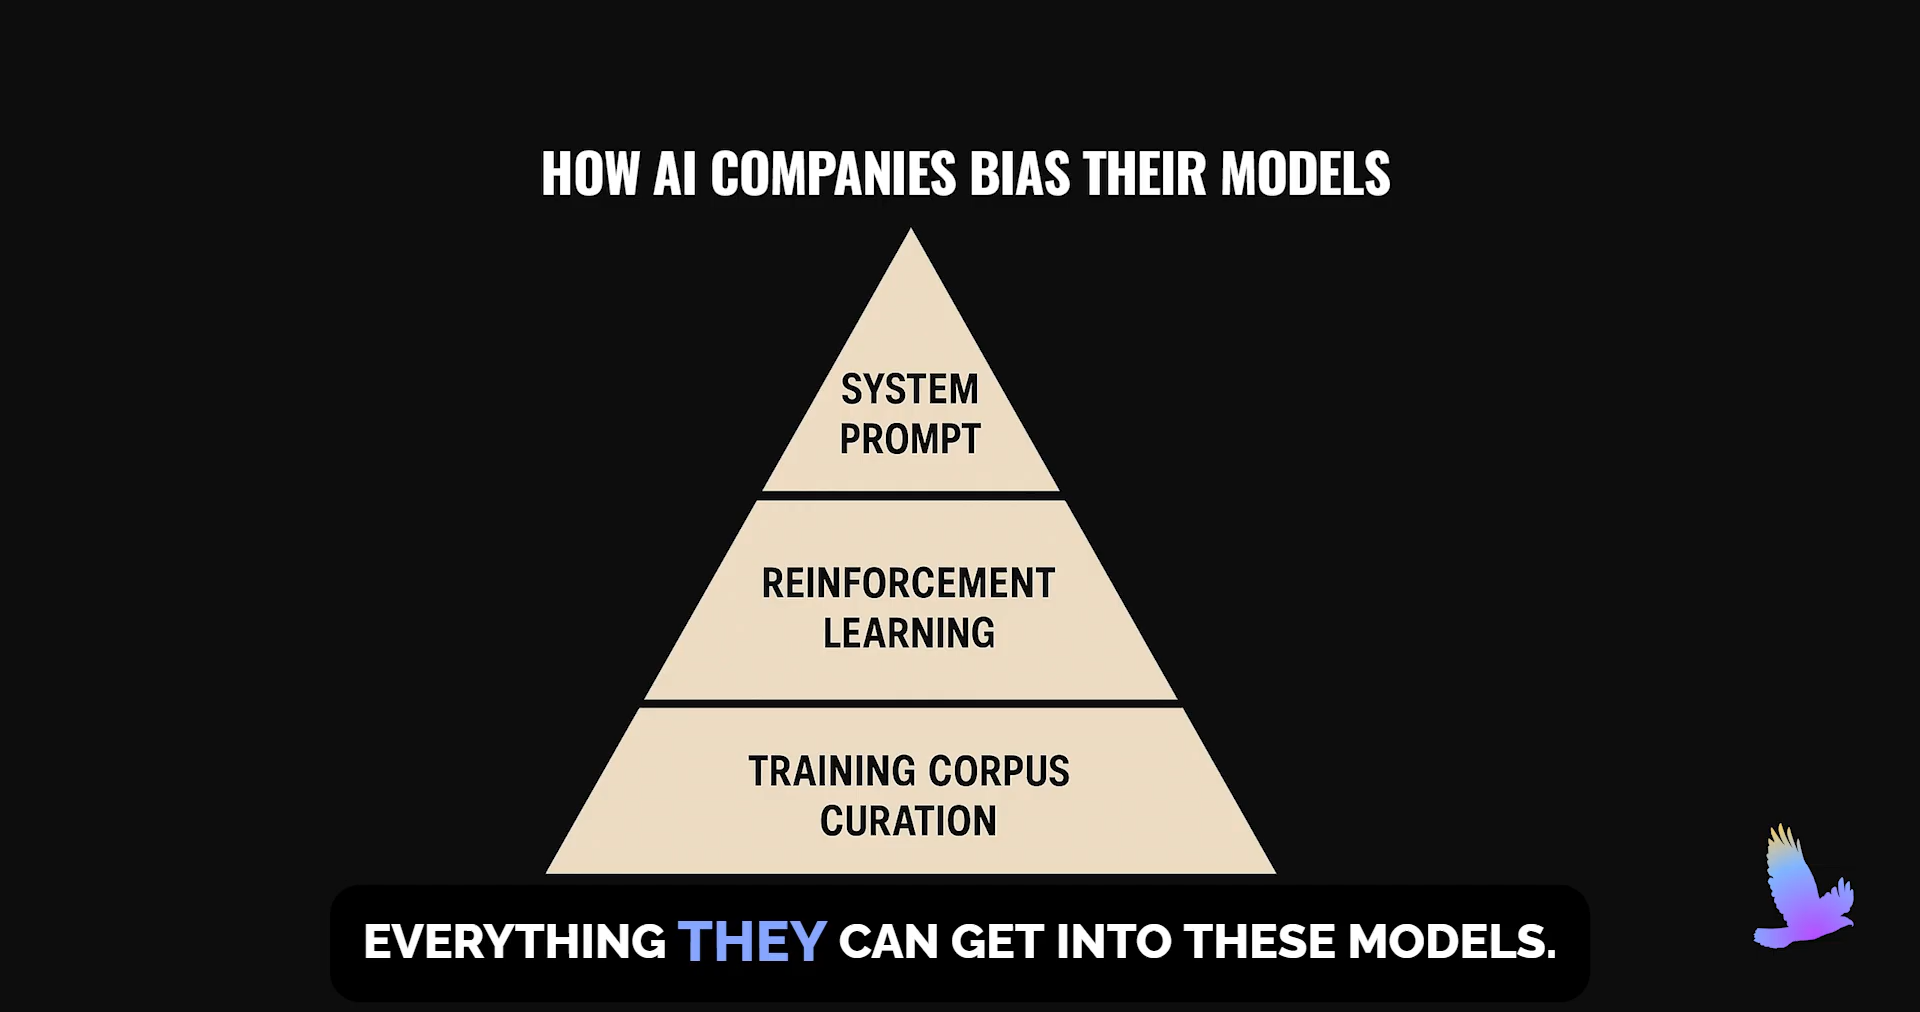 HOW AI COMPANIES BIAS THEIR MODELS
SYSTEM
PROMPT
REINFORCEMENT
LEARNING
TRAINING CORPUS
CURATION
EVERYTHING THEY CAN GET INTO THESE MODELS.